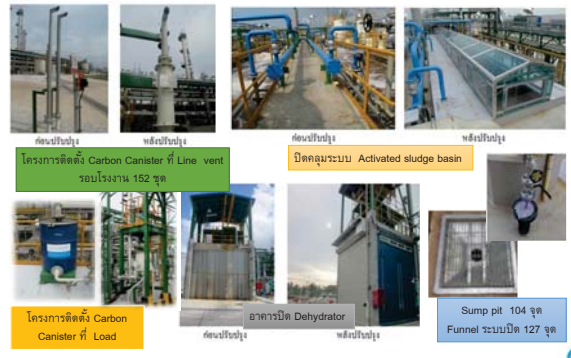 ก่อนปรับปรุง
หลังปรับปรุง
ก่อนปรับปรุง
หลังปรับปรุง
โครงการติดตั้ง Carbon Canister ที่ Line vent
รอบโรงงาน 152 ชุด
ปิดคลุมระบบ Activated sludge basin
โครงการติดตั้ง Carbon
Canister ที่ Load
อาคารปิด Dehydrator
ก่อนปรับปรุง
หลังปรับปรุง
Sump pit 104 จุด
Funnel ระบบปิด 127 จุด